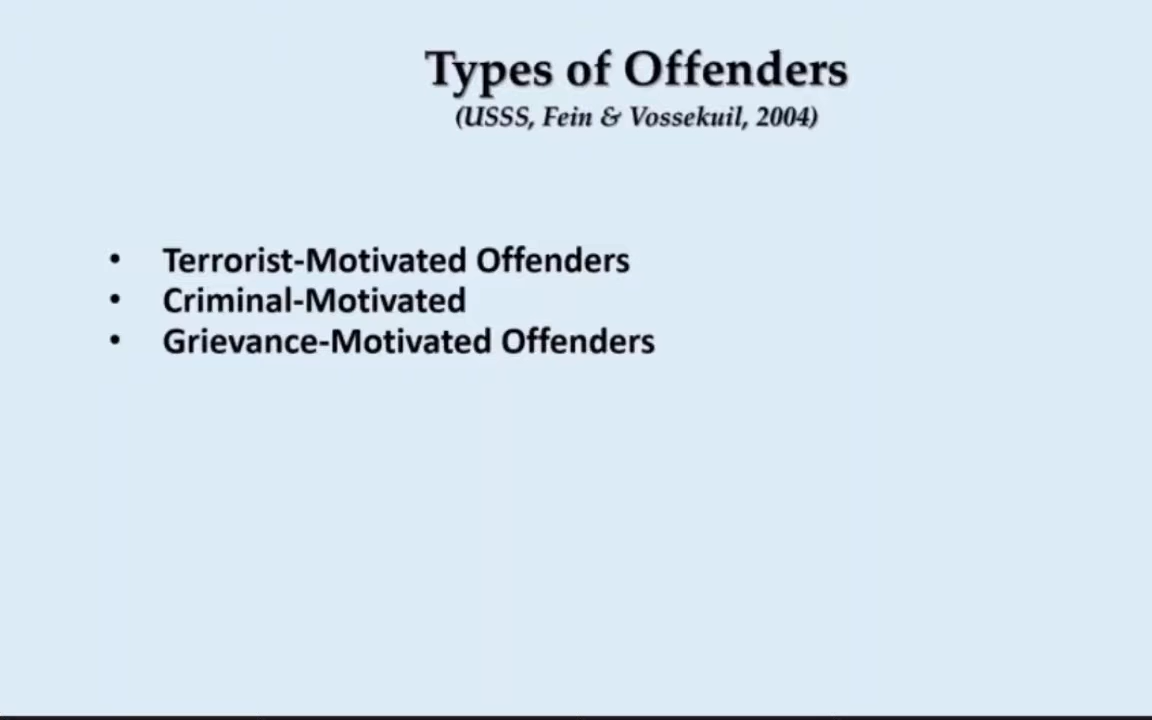 Types of Offenders
(USSS, Fein & Vossekuil, 2004)
• Terrorist-Motivated Offenders
• Criminal-Motivated
• Grievance-Motivated Offenders